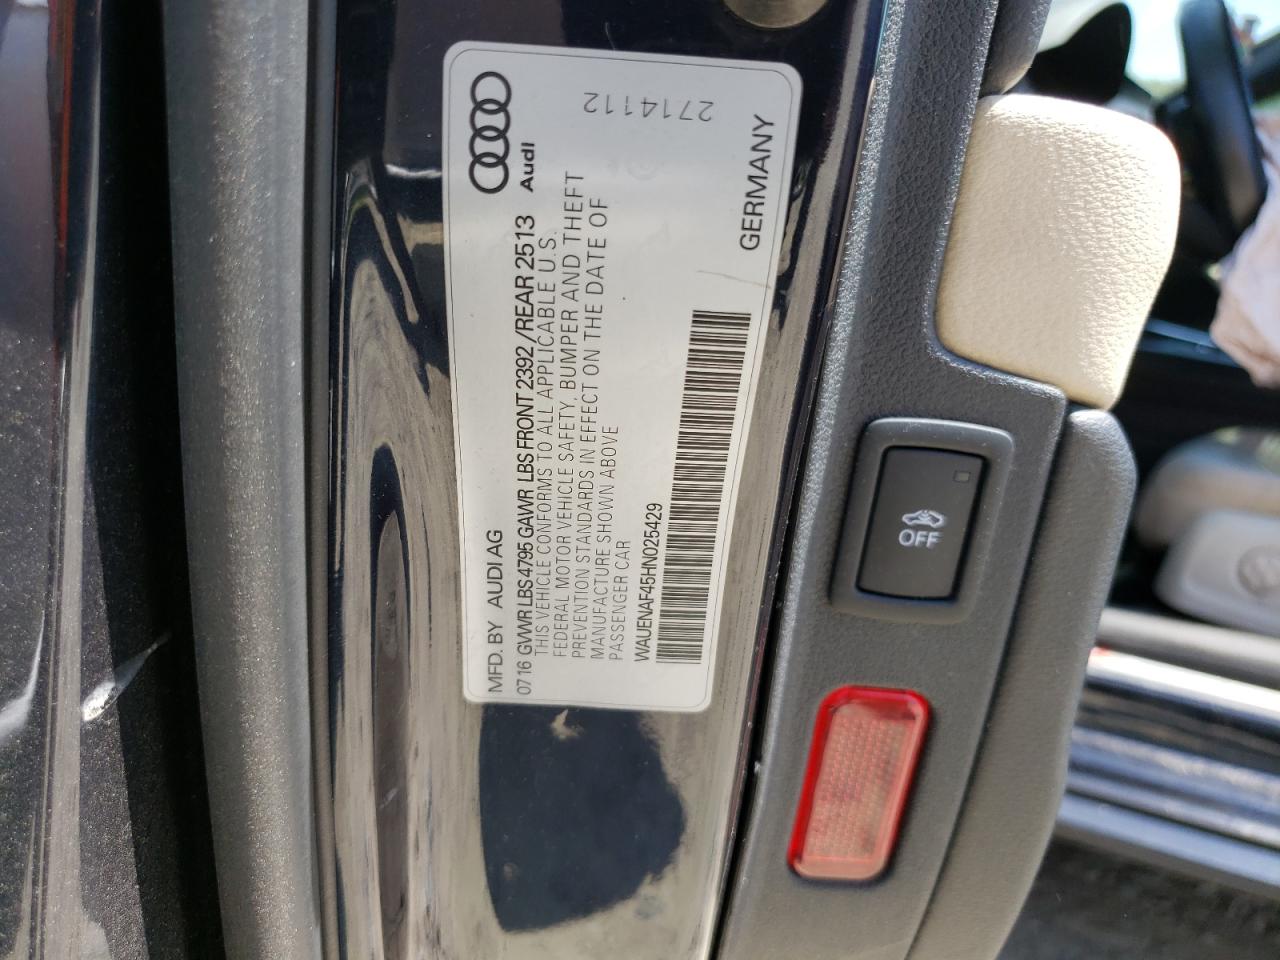 Audi
2714112
MFD. BY AUDI AG
0716 GVWR LBS 4795 GAWR LBS FRONT 2392 /REAR 2513
THIS VEHICLE CONFORMS TO ALL APPLICABLE U.S.
FEDERAL MOTOR VEHICLE SAFETY, BUMPER AND THEFT
PREVENTION STANDARDS IN EFFECT ON THE DATE OF
MANUFACTURE SHOWN ABOVE
PASSENGER CAR
WAUENAF45HN025429
GERMANY
OFF